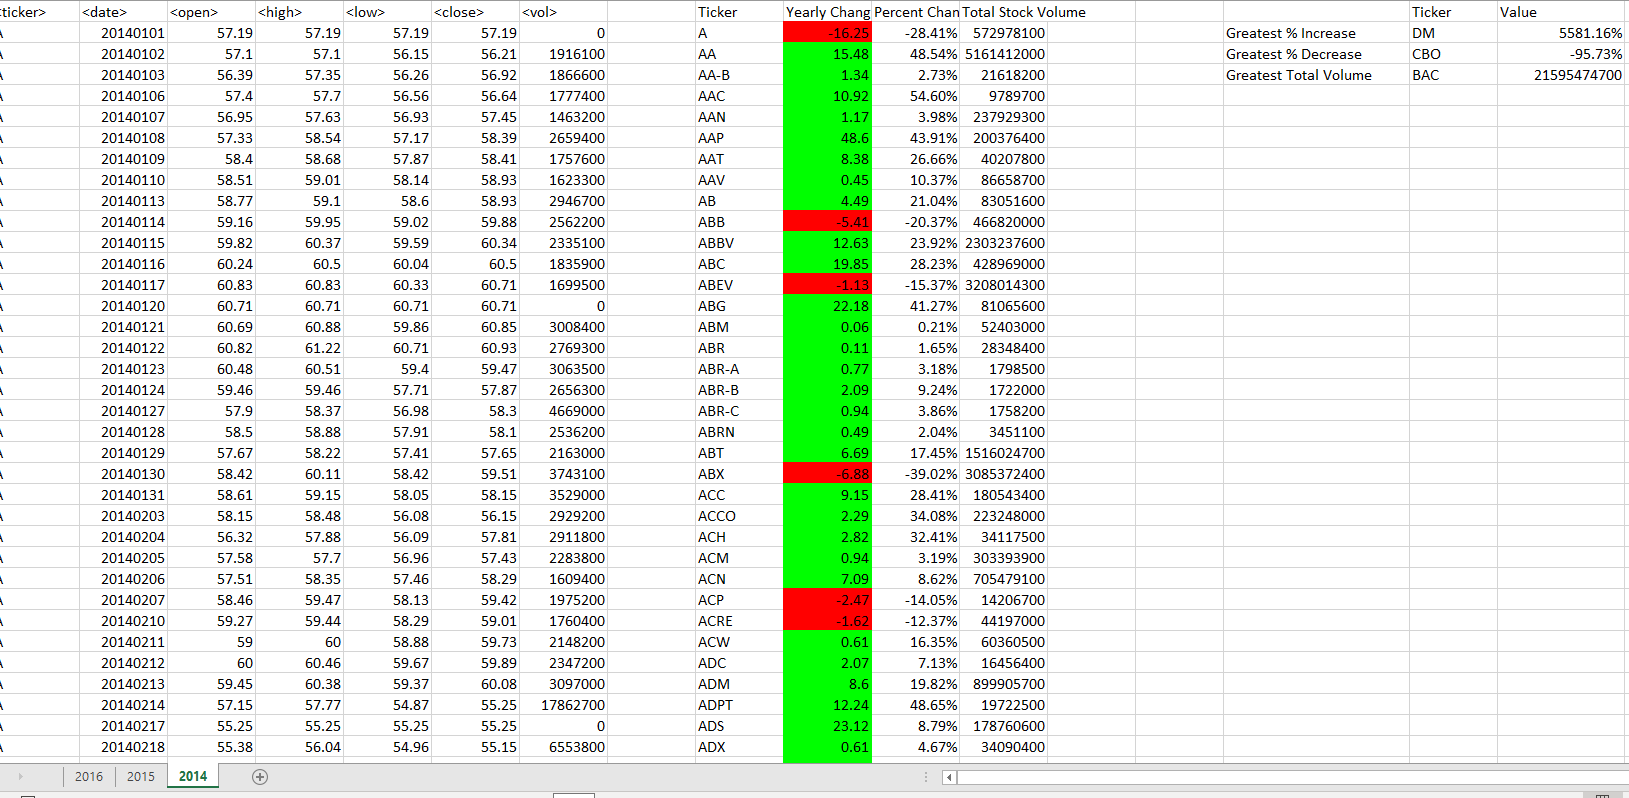 <ticker> <date> <open> <high> <low> <close> <vol> Ticker Yearly Chang Percent Chan Total Stock Volume Ticker Value
A 20140101 57.19 57.19 57.19 57.19 0 A -16.25 -28.41% 572978100 Greatest % Increase DM 5581.16%
A 20140102 57.1 57.1 56.15 56.21 1916100 AA 15.48 48.54% 5161412000 Greatest % Decrease CBO -95.73%
A 20140103 56.39 57.35 56.26 56.92 1866600 AA-B 1.34 2.73% 21618200 Greatest Total Volume BAC 21595474700
A 20140106 57.4 57.7 56.56 56.64 1777400 AAC 10.92 54.60% 9789700
A 20140107 56.95 57.63 56.93 57.45 1463200 AAN 1.17 3.98% 237929300
A 20140108 57.33 58.54 57.17 58.39 2659400 AAP 48.6 43.91% 200376400
A 20140109 58.4 58.68 57.87 58.41 1757600 AAT 8.38 26.66% 40207800
A 20140110 58.51 59.01 58.14 58.93 1623300 AAV 0.45 10.37% 86658700
A 20140113 58.77 59.1 58.6 58.93 2946700 AB 4.49 21.04% 83051600
A 20140114 59.16 59.95 59.02 59.88 2562200 ABB -5.41 -20.37% 466820000
A 20140115 59.82 60.37 59.59 60.34 2335100 ABBV 12.63 23.92% 2303237600
A 20140116 60.24 60.5 60.04 60.5 1835900 ABC 19.85 28.23% 428969000
A 20140117 60.83 60.83 60.33 60.71 1699500 ABEV -1.13 -15.37% 3208014300
A 20140120 60.71 60.71 60.71 60.71 0 ABG 22.18 41.27% 81065600
A 20140121 60.69 60.88 59.86 60.85 3008400 ABM 0.06 0.21% 52403000
A 20140122 60.82 61.22 60.71 60.93 2769300 ABR 0.11 1.65% 28348400
A 20140123 60.48 60.51 59.4 59.47 3063500 ABR-A 0.77 3.18% 1798500
A 20140124 59.46 59.46 57.71 57.87 2656300 ABR-B 2.09 9.24% 1722000
A 20140127 57.9 58.37 56.98 58.3 4669000 ABR-C 0.94 3.86% 1758200
A 20140128 58.5 58.88 57.91 58.1 2536200 ABRN 0.49 2.04% 3451100
A 20140129 57.67 58.22 57.41 57.65 2163000 ABT 6.69 17.45% 1516024700
A 20140130 58.42 60.11 58.42 59.51 3743100 ABX -6.88 -39.02% 3085372400
A 20140131 58.61 59.15 58.05 58.15 3529000 ACC 9.15 28.41% 180543400
A 20140203 58.15 58.48 56.08 56.15 2929200 ACCO 2.29 34.08% 223248000
A 20140204 56.32 57.88 56.09 57.81 2911800 ACH 2.82 32.41% 34117500
A 20140205 57.58 57.7 56.96 57.43 2283800 ACM 0.94 3.19% 303393900
A 20140206 57.51 58.35 57.46 58.29 1609400 ACN 7.09 8.62% 705479100
A 20140207 58.46 59.47 58.13 59.42 1975200 ACP -2.47 -14.05% 14206700
A 20140210 59.27 59.44 58.29 59.01 1760400 ACRE -1.62 -12.37% 44197000
A 20140211 59 60 58.88 59.73 2148200 ACW 0.61 16.35% 60360500
A 20140212 60 60.46 59.67 59.89 2347200 ADC 2.07 7.13% 16456400
A 20140213 59.45 60.38 59.37 60.08 3097000 ADM 8.6 19.82% 899905700
A 20140214 57.15 57.77 54.87 55.25 17862700 ADPT 12.24 48.65% 19722500
A 20140217 55.25 55.25 55.25 55.25 0 ADS 23.12 8.79% 178760600
A 20140218 55.38 56.04 54.96 55.15 6553800 ADX 0.61 4.67% 34090400
2016 2015 2014